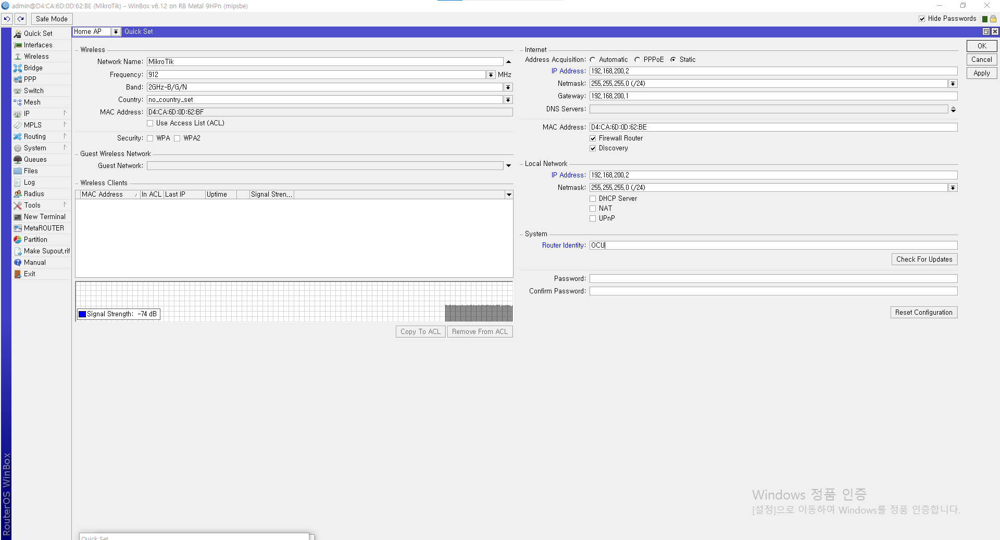 admin@D4:CA:6D:0D:62:BE (MikroTik) - WinBox v6.12 on RB Metal 9HPn (mipsbe)
Safe Mode
Hide Passwords
Quick Set
Interfaces
Wireless
Bridge
PPP
Switch
Mesh
IP
MPLS
Routing
System
Queues
Files
Log
Radius
Tools
New Terminal
MetaROUTER
Partition
Make Supout.rif
Manual
Exit
RouterOS WinBox
Home AP
Quick Set
Wireless
Network Name: MikroTik
Frequency: 912 MHz
Band: 2GHz-B/G/N
Country: no_country_set
MAC Address: D4:CA:6D:0D:62:BF
Use Access List (ACL)
Security: WPA WPA2
Guest Wireless Network
Guest Network:
Wireless Clients
MAC Address In ACL Last IP Uptime Signal Stren...
Signal Strength: -74 dB
Copy To ACL Remove From ACL
Internet
Address Acquisition: Automatic PPPoE Static
IP Address: 192.168.200.2
Netmask: 255.255.255.0 (/24)
Gateway: 192.168.200.1
DNS Servers:
MAC Address: D4:CA:6D:0D:62:BE
Firewall Router
Discovery
Local Network
IP Address: 192.168.200.2
Netmask: 255.255.255.0 (/24)
DHCP Server
NAT
UPnP
System
Router Identity: OCU
Check For Updates
Password:
Confirm Password:
Reset Configuration
OK
Cancel
Apply
Windows 정품 인증
[설정]으로 이동하여 Windows를 정품 인증합니다.
Quick Set